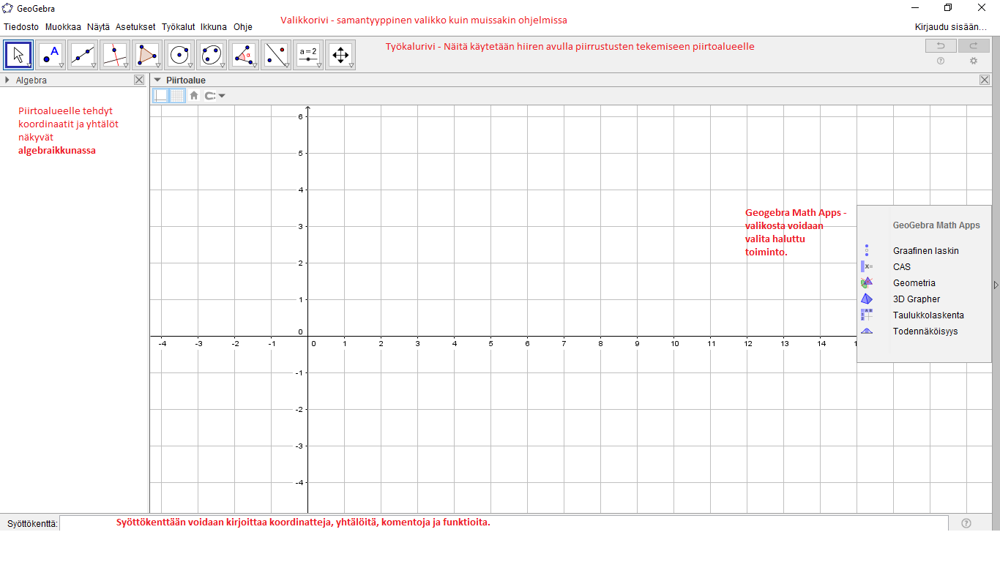 GeoGebra
Valikkorivi - samantyyppinen valikko kuin muissakin ohjelmissa
Tiedosto Muokkaa Näytä Asetukset Työkalut Ikkuna Ohje
Kirjaudu sisään...
A
α
a=2
Työkalurivi - Näitä käytetään hiiren avulla piirrustusten tekemiseen piirtoalueelle
Algebra
Piirtoalue
Piirtoalueelle tehdyt
koordinaatit ja yhtälöt
näkyvät
algebraikkunassa
6
5
4
3
2
1
0
-4 -3 -2 -1 0 1 2 3 4 5 6 7 8 9 10 11 12 13 14
-1
-2
-3
-4
Geogebra Math Apps -
valikosta voidaan
valita haluttu
toiminto.
GeoGebra Math Apps
Graafinen laskin
x= CAS
Geometria
3D Grapher
Taulukkolaskenta
Todennäköisyys
Syöttökenttä:
Syöttökenttään voidaan kirjoittaa koordinatteja, yhtälöitä, komentoja ja funktioita.